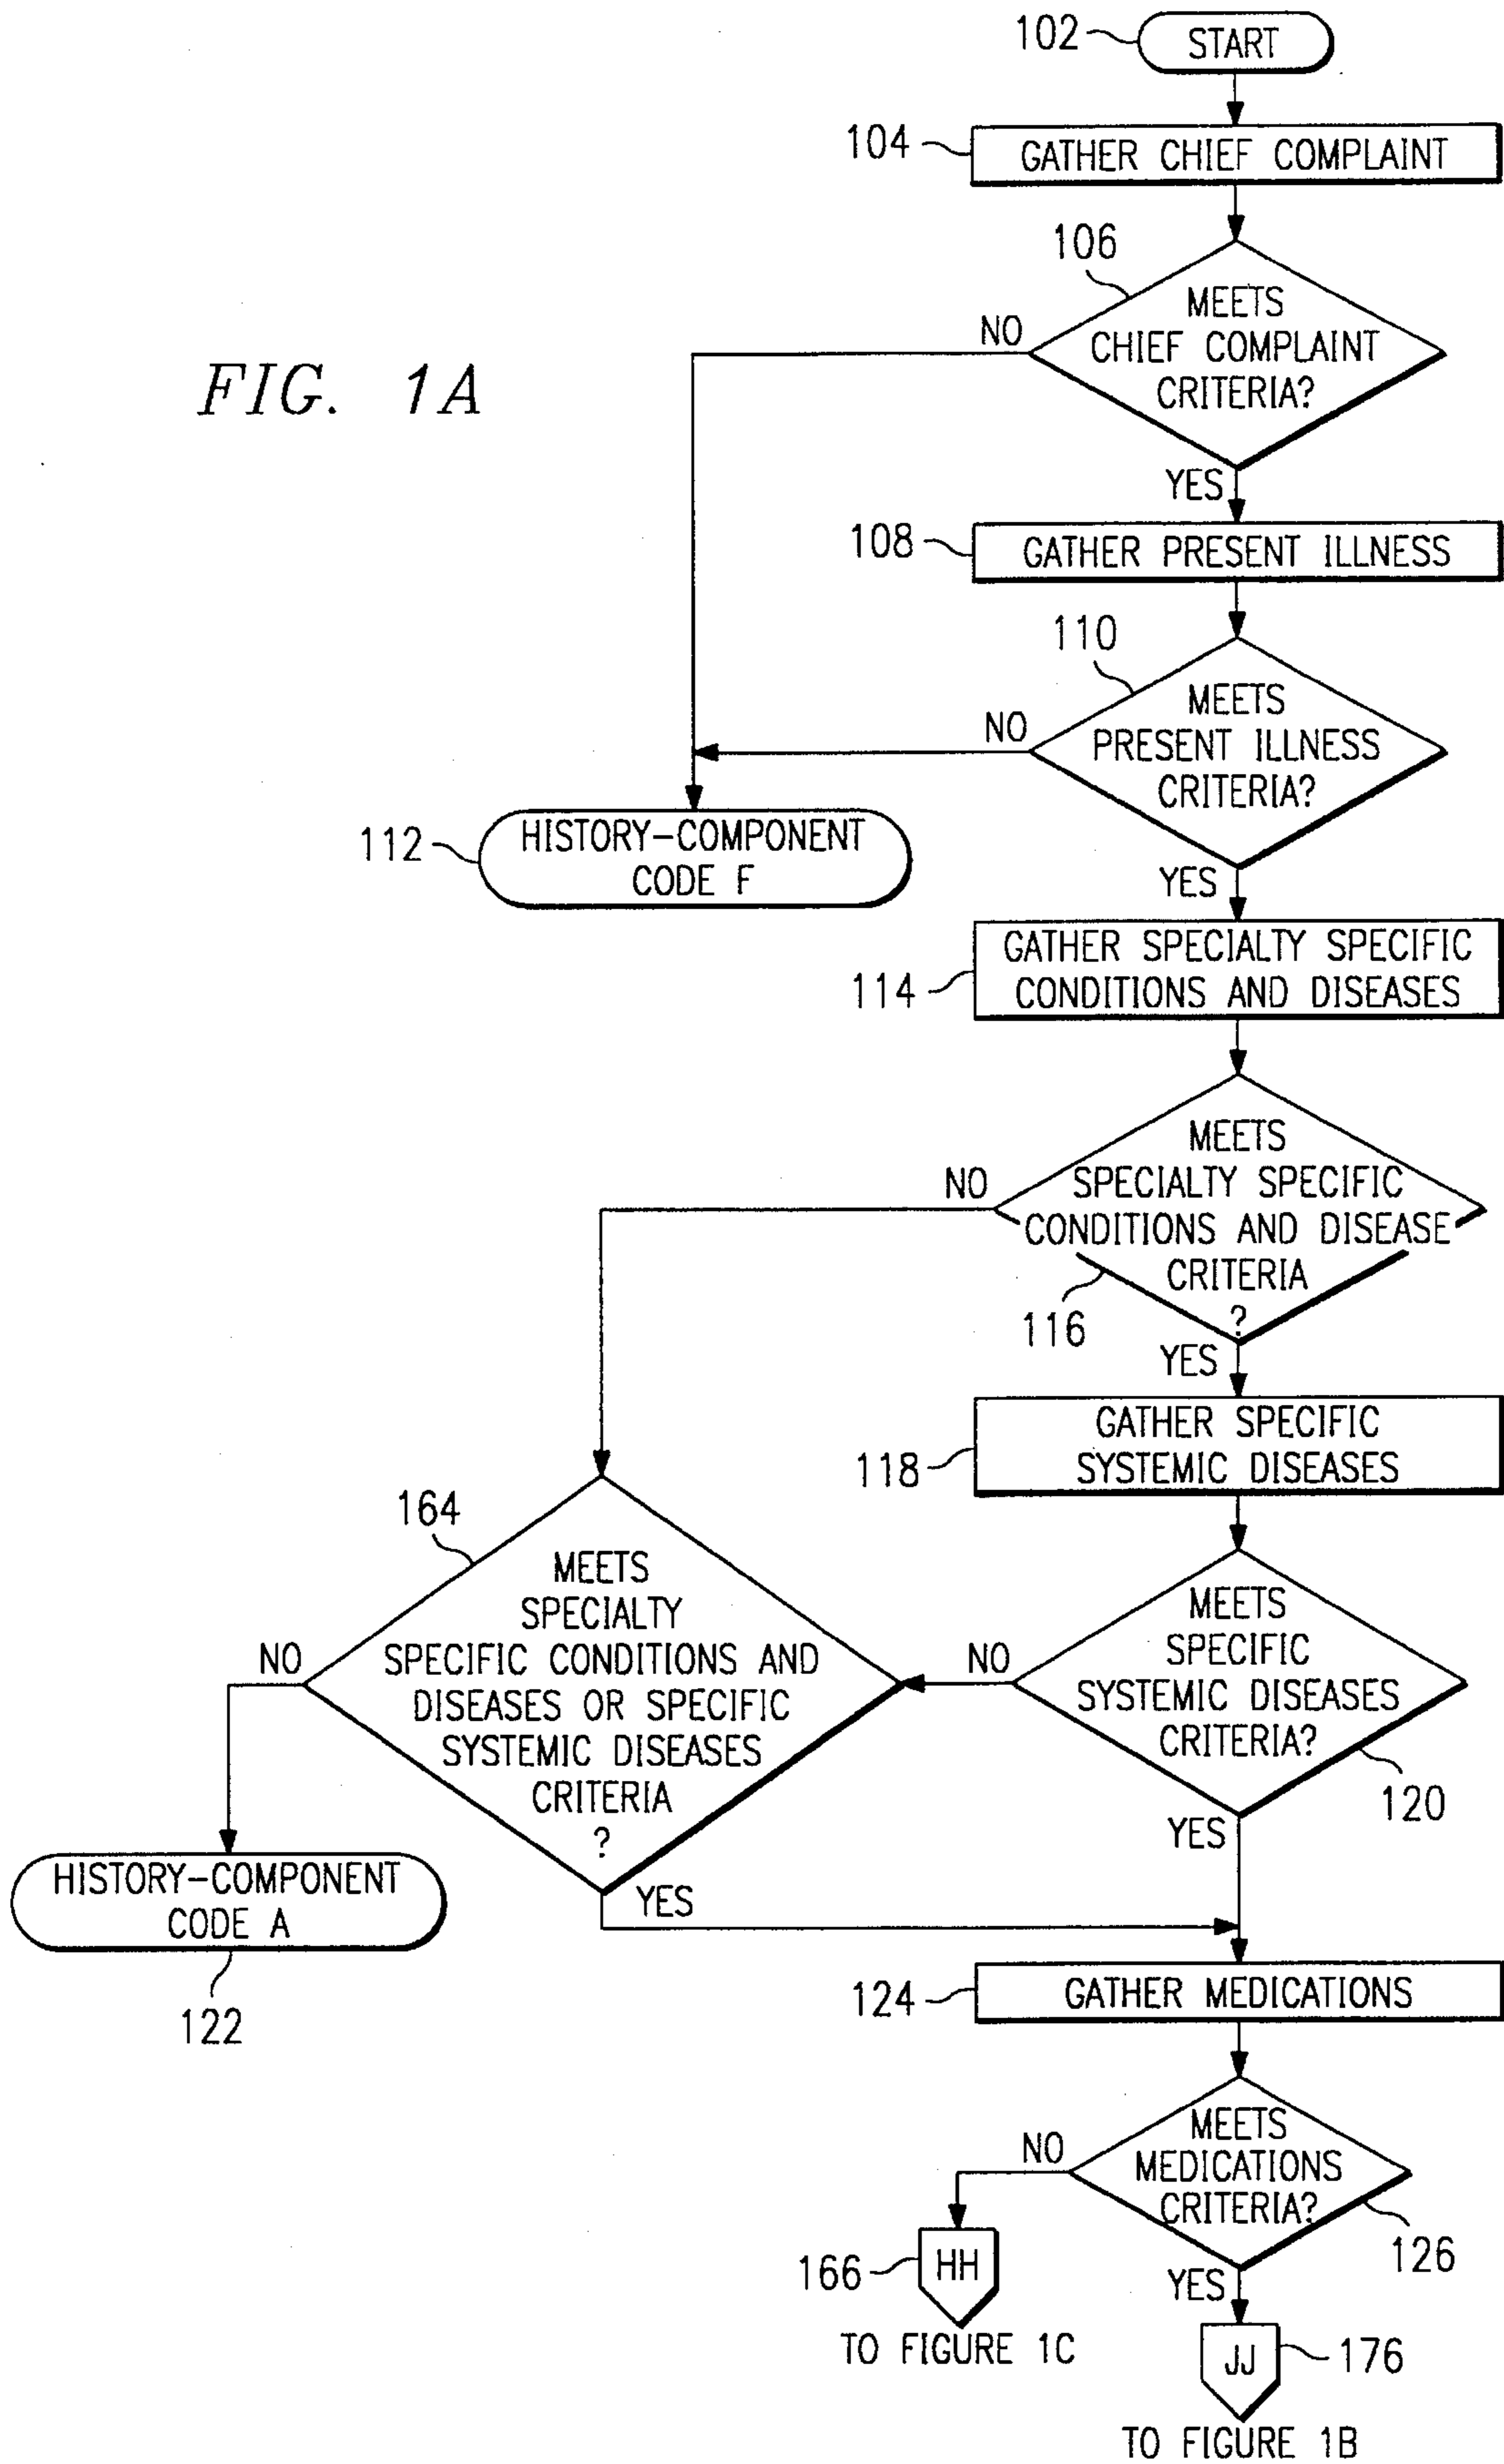 102
START
104
GATHER CHIEF COMPLAINT
106
MEETS
CHIEF COMPLAINT
CRITERIA?
NO
FIG. 1A
YES
108
GATHER PRESENT ILLNESS
110
MEETS
PRESENT ILLNESS
CRITERIA?
NO
112
HISTORY-COMPONENT
CODE F
YES
GATHER SPECIALTY SPECIFIC
CONDITIONS AND DISEASES
114
MEETS
SPECIALTY SPECIFIC
CONDITIONS AND DISEASE
CRITERIA
?
NO
116
YES
GATHER SPECIFIC
SYSTEMIC DISEASES
118
164
MEETS
SPECIALTY
SPECIFIC CONDITIONS AND
DISEASES OR SPECIFIC
SYSTEMIC DISEASES
CRITERIA
?
NO
NO
MEETS
SPECIFIC
SYSTEMIC DISEASES
CRITERIA?
120
YES
YES
HISTORY-COMPONENT
CODE A
122
124
GATHER MEDICATIONS
MEETS
MEDICATIONS
CRITERIA?
NO
126
166
HH
YES
TO FIGURE 1C
JJ
176
TO FIGURE 1B